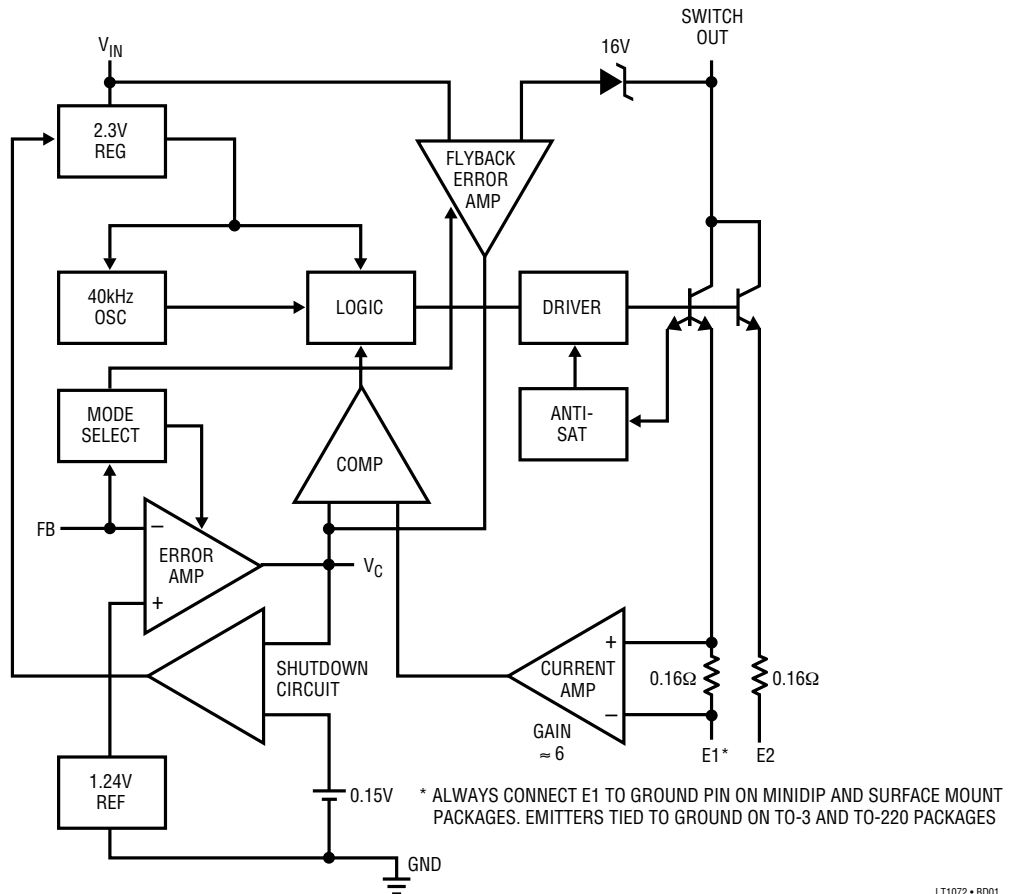 SWITCH
OUT
V_IN
16V
2.3V
REG
FLYBACK
ERROR
AMP
40kHz
OSC
LOGIC
DRIVER
MODE
SELECT
ANTI-
SAT
COMP
FB
−
ERROR
AMP
+
V_C
SHUTDOWN
CIRCUIT
+
CURRENT
AMP
−
GAIN
≈ 6
0.16Ω
0.16Ω
E1*
E2
1.24V
REF
0.15V
* ALWAYS CONNECT E1 TO GROUND PIN ON MINIDIP AND SURFACE MOUNT
PACKAGES. EMITTERS TIED TO GROUND ON TO-3 AND TO-220 PACKAGES
GND
LT1072 • BD01